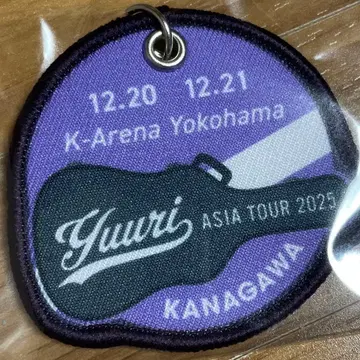 12.20 12.21
K-Arena Yokohama
Yuuri
ASIA TOUR 2025
KANAGAWA